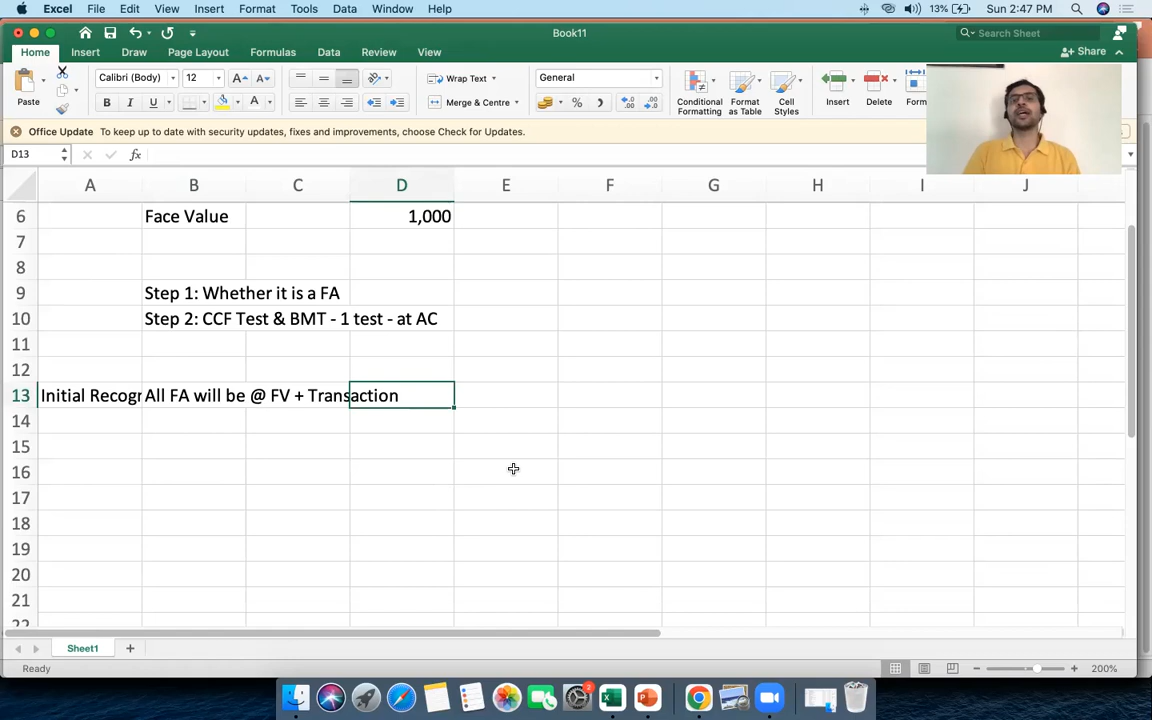 Excel File Edit View Insert Format Tools Data Window Help 13% Sun 2:47 PM
Book11 Search Sheet
Home Insert Draw Page Layout Formulas Data Review View Share
Calibri (Body) 12 A A Wrap Text General
Paste B I U A Merge & Centre % Conditional Formatting Format as Table Cell Styles Insert Delete Form
Office Update To keep up to date with security updates, fixes and improvements, choose Check for Updates.
D13 fx
A B C D E F G H I J
6 Face Value 1,000
7
8
9 Step 1: Whether it is a FA
10 Step 2: CCF Test & BMT - 1 test - at AC
11
12
13 Initial Recogr All FA will be @ FV + Transaction
14
15
16
17
18
19
20
21
22
Sheet1
Ready 200%
2